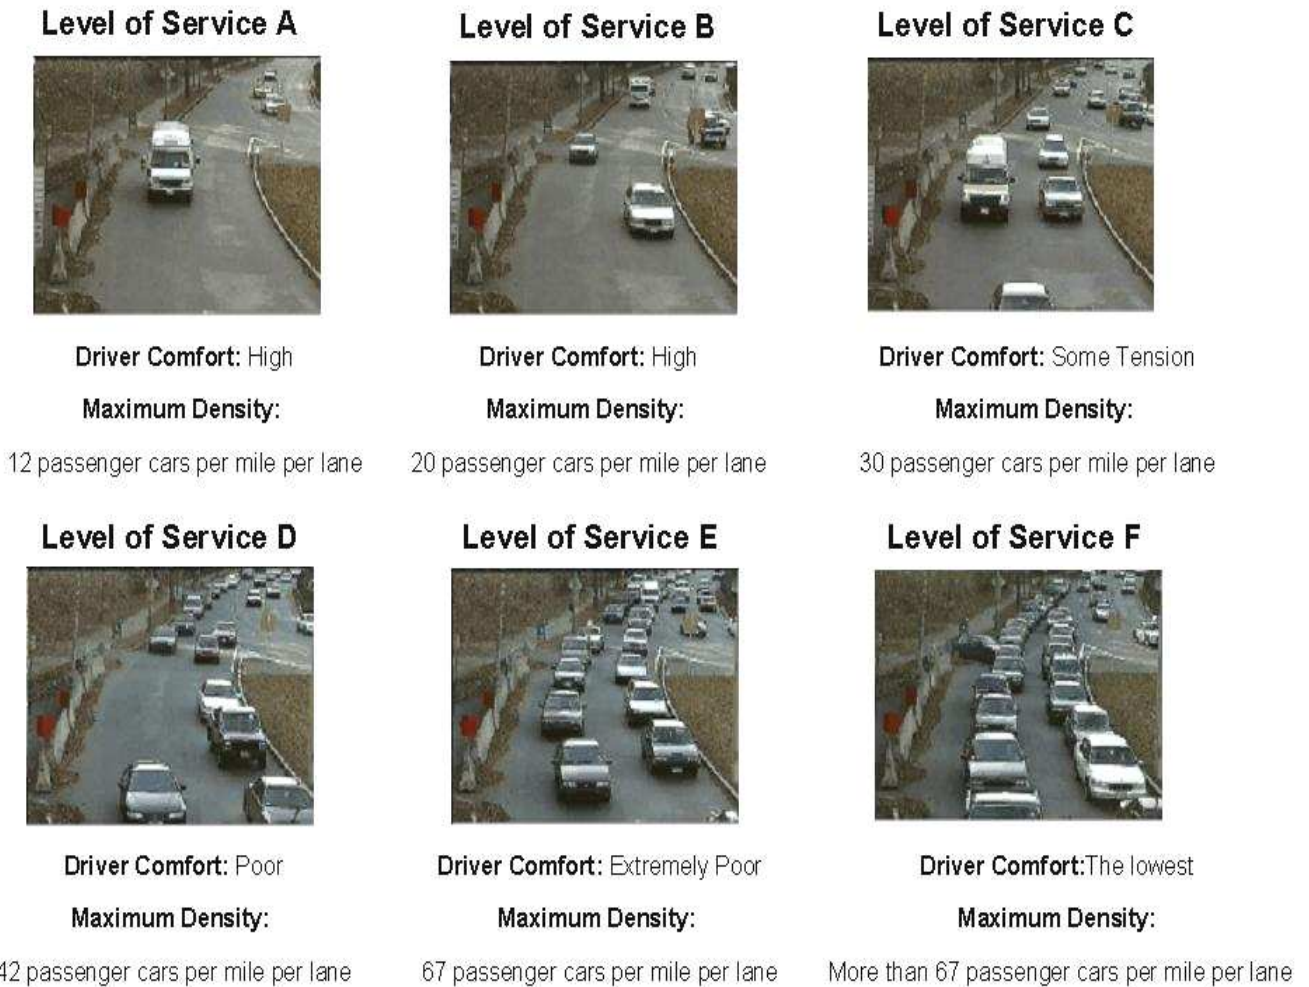 Level of Service A
Level of Service B
Level of Service C
Driver Comfort: High
Driver Comfort: High
Driver Comfort: Some Tension
Maximum Density:
Maximum Density:
Maximum Density:
12 passenger cars per mile per lane
20 passenger cars per mile per lane
30 passenger cars per mile per lane
Level of Service D
Level of Service E
Level of Service F
Driver Comfort: Poor
Driver Comfort: Extremely Poor
Driver Comfort:The lowest
Maximum Density:
Maximum Density:
Maximum Density:
42 passenger cars per mile per lane
67 passenger cars per mile per lane
More than 67 passenger cars per mile per lane